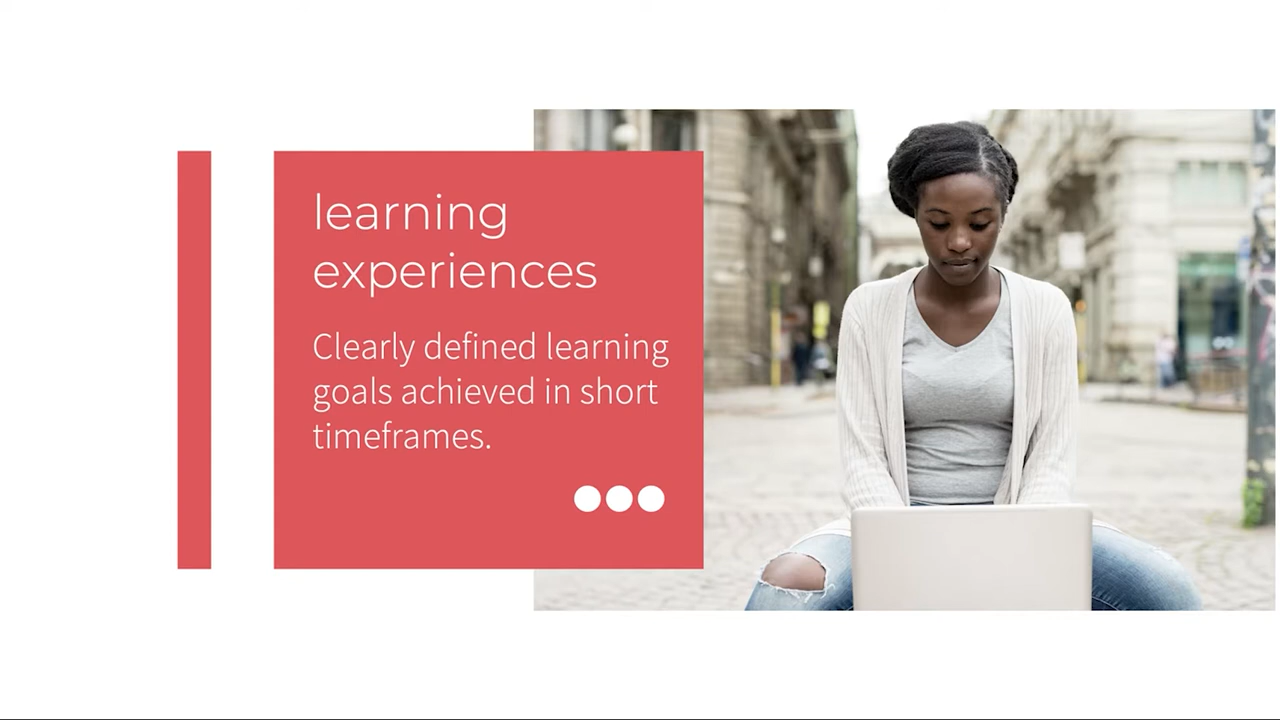 learning
experiences
Clearly defined learning
goals achieved in short
timeframes.